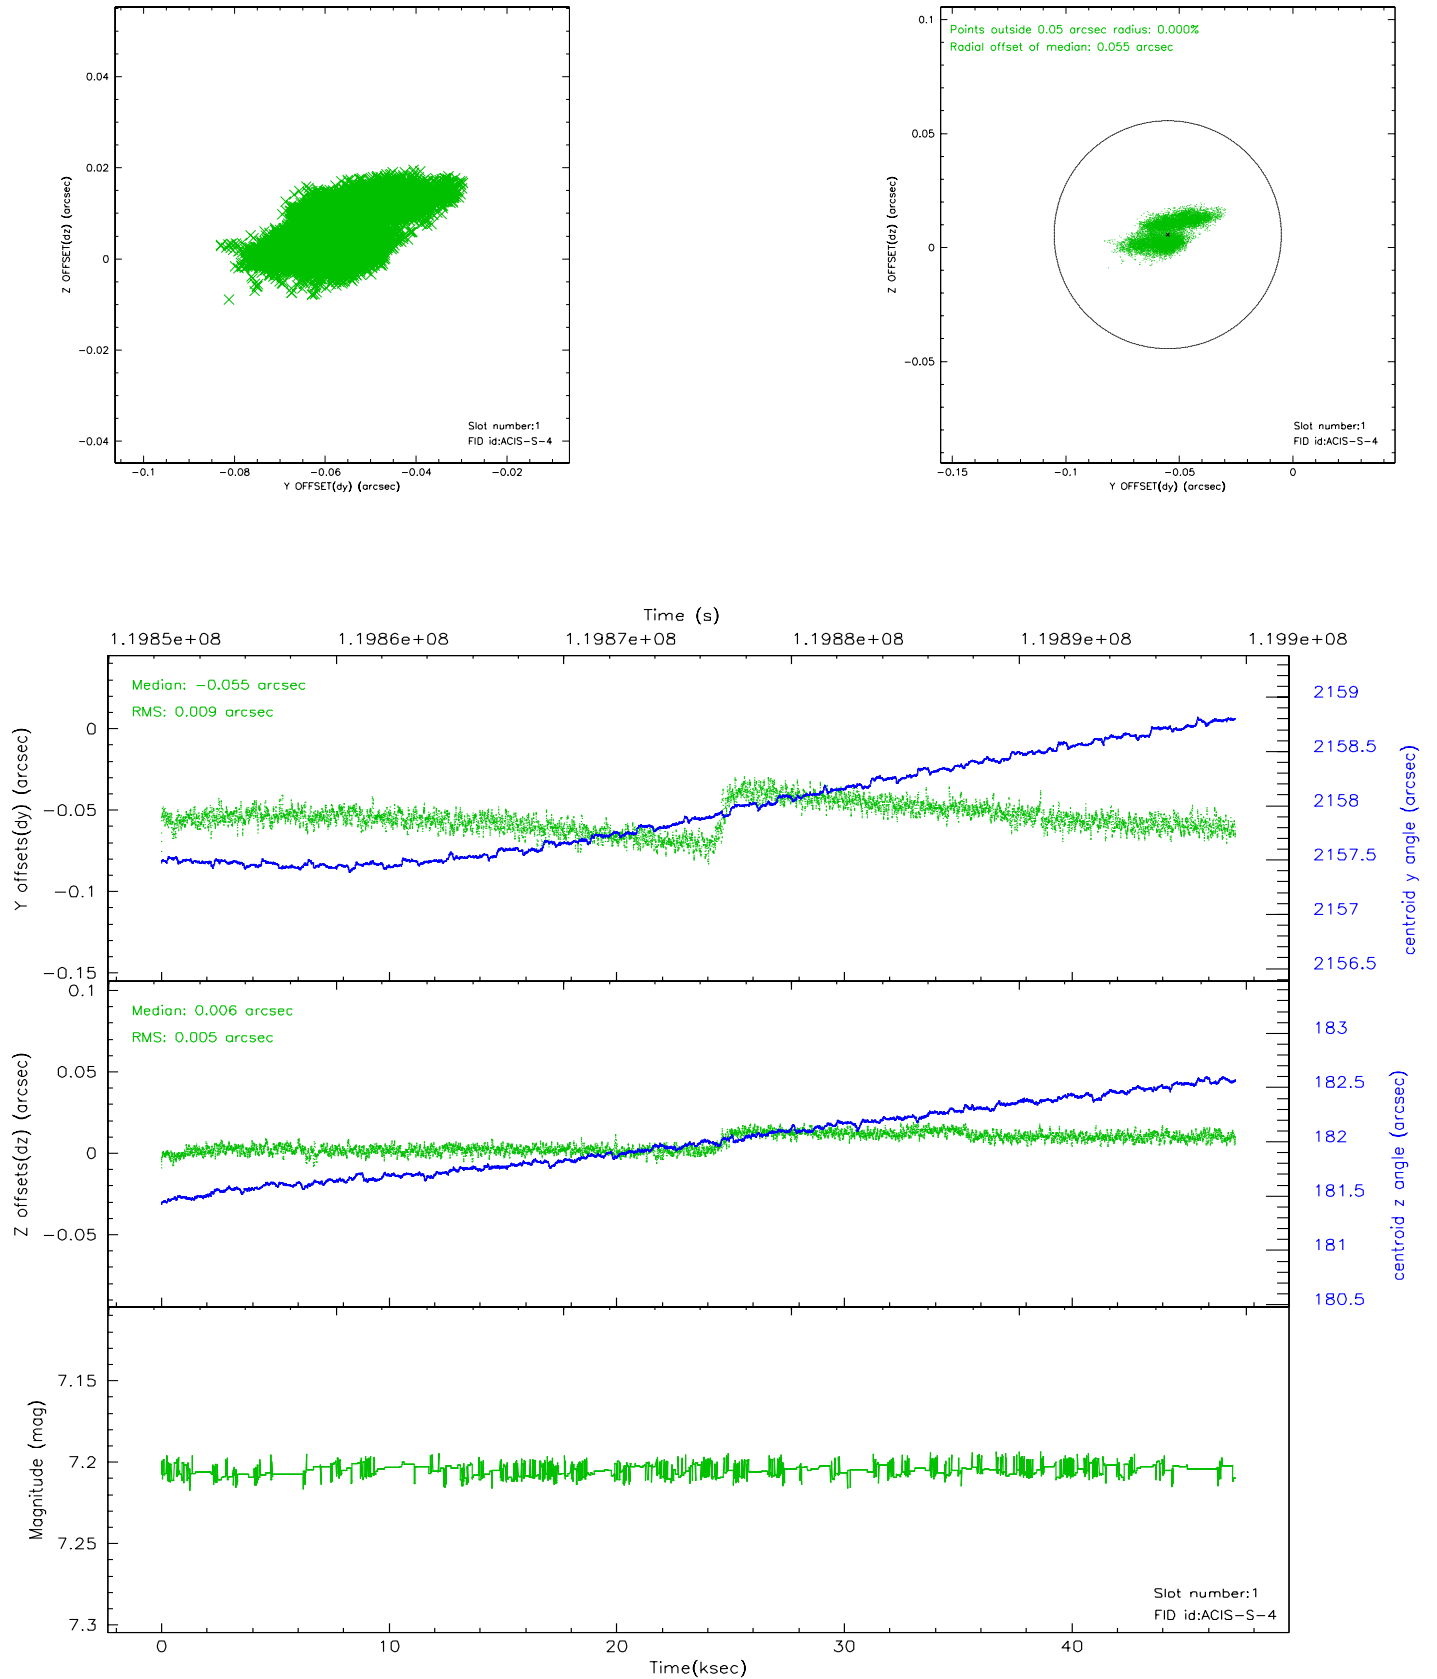 0.04
0.02
0
−0.02
−0.04
Z OFFSET(dz) (arcsec)
Slot number:1
FID id:ACIS−S−4
−0.1
−0.08
−0.06
−0.04
−0.02
Y OFFSET(dy) (arcsec)
0.1
0.05
0
−0.05
Z OFFSET(dz) (arcsec)
Points outside 0.05 arcsec radius: 0.000%
Radial offset of median: 0.055 arcsec
Slot number:1
FID id:ACIS−S−4
−0.15
−0.1
−0.05
0
Y OFFSET(dy) (arcsec)
Time (s)
1.1985e+08
1.1986e+08
1.1987e+08
1.1988e+08
1.1989e+08
1.199e+08
Median: −0.055 arcsec
RMS: 0.009 arcsec
0
−0.05
−0.1
−0.15
Y offsets(dy) (arcsec)
2159
2158.5
2158
2157.5
2157
2156.5
centroid y angle (arcsec)
Median: 0.006 arcsec
RMS: 0.005 arcsec
0.1
0.05
0
−0.05
Z offsets(dz) (arcsec)
183
182.5
182
181.5
181
180.5
centroid z angle (arcsec)
7.15
7.2
7.25
7.3
Magnitude (mag)
Slot number:1
FID id:ACIS−S−4
0
10
20
30
40
Time(ksec)